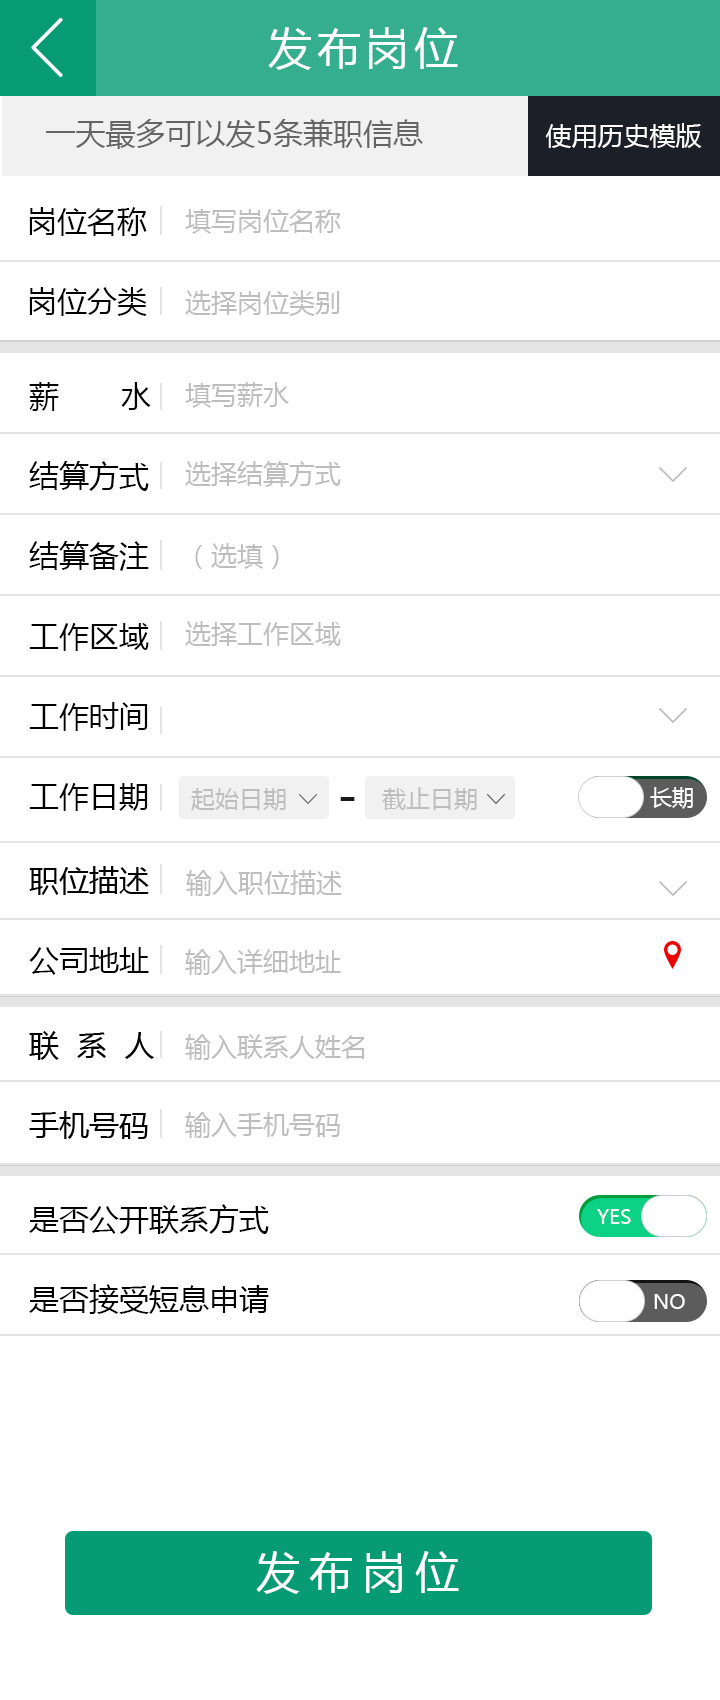 发布岗位
一天最多可以发5条兼职信息 使用历史模版
岗位名称 填写岗位名称
岗位分类 选择岗位类别
薪 水 填写薪水
结算方式 选择结算方式
结算备注 （选填）
工作区域 选择工作区域
工作时间
工作日期 起始日期 - 截止日期 长期
职位描述 输入职位描述
公司地址 输入详细地址
联 系 人 输入联系人姓名
手机号码 输入手机号码
是否公开联系方式 YES
是否接受短息申请 NO
发布岗位